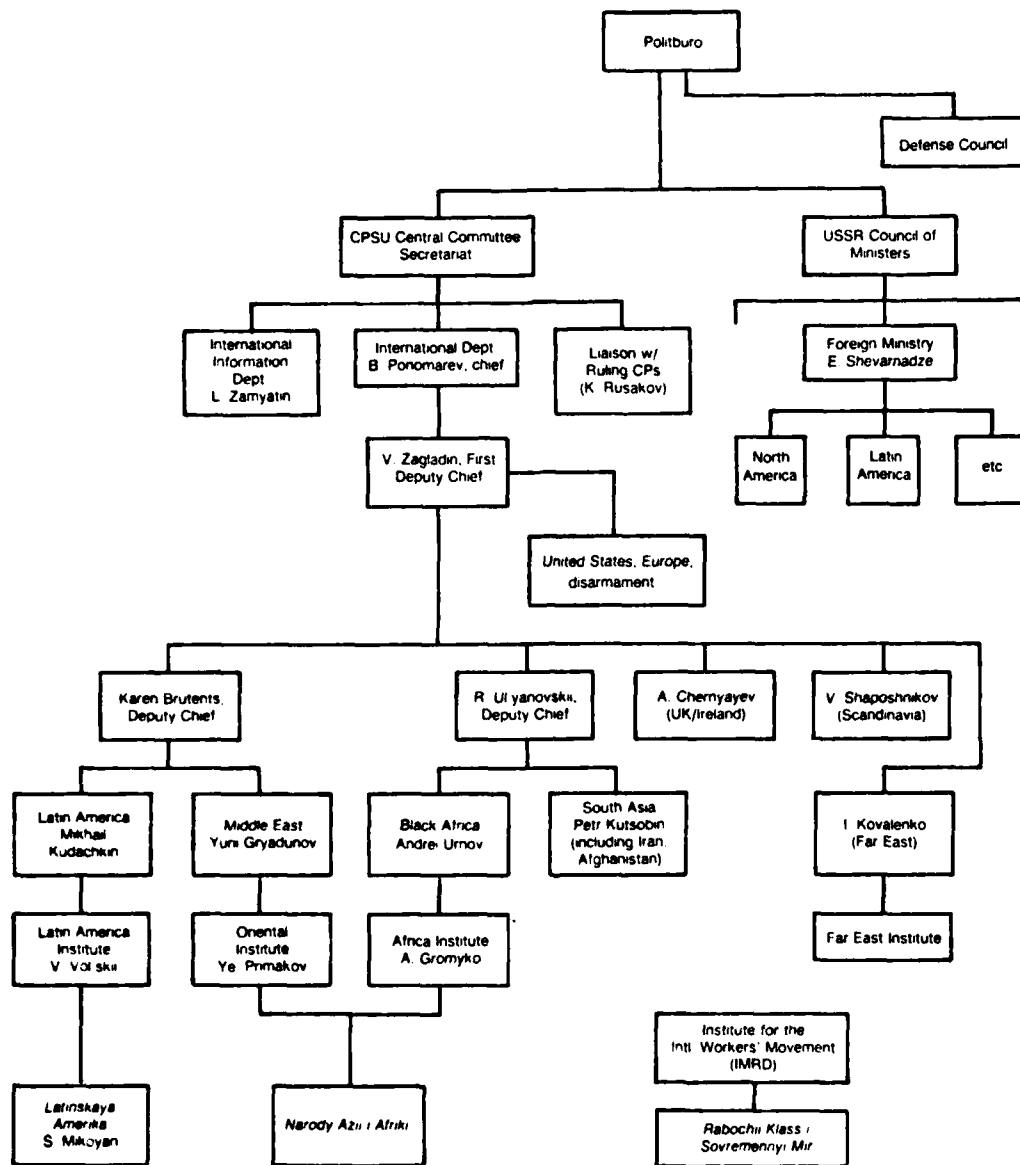 Politburo
Defense Council
CPSU Central Committee
Secretariat
USSR Council of
Ministers
International
Information
Dept
L. Zamyatin
International Dept
B. Ponomarev, chief
Liaison w/
Ruling CPs
(K. Rusakov)
Foreign Ministry
E. Shevarnadze
North
America
Latin
America
etc
V. Zagladin, First
Deputy Chief
United States, Europe,
disarmament
Karen Brutents,
Deputy Chief
R. Ul'yanovskii,
Deputy Chief
A. Chernyayev
(UK/Ireland)
V. Shaposhnikov
(Scandinavia)
Latin America
Mikhail
Kudachkin
Middle East
Yurii Gryadunov
Black Africa
Andrei Urnov
South Asia
Petr Kutsobin
(including Iran,
Afghanistan)
I. Kovalenko
(Far East)
Latin America
Institute
V. Vol'skii
Oriental
Institute
Ye. Primakov
Africa Institute
A. Gromyko
Far East Institute
Institute for the
Intl. Workers' Movement
(IMRD)
Latinskaya
Amerika
S. Mikoyan
Narody Azii i Afriki
Rabochii Klass i
Sovremennyi Mir